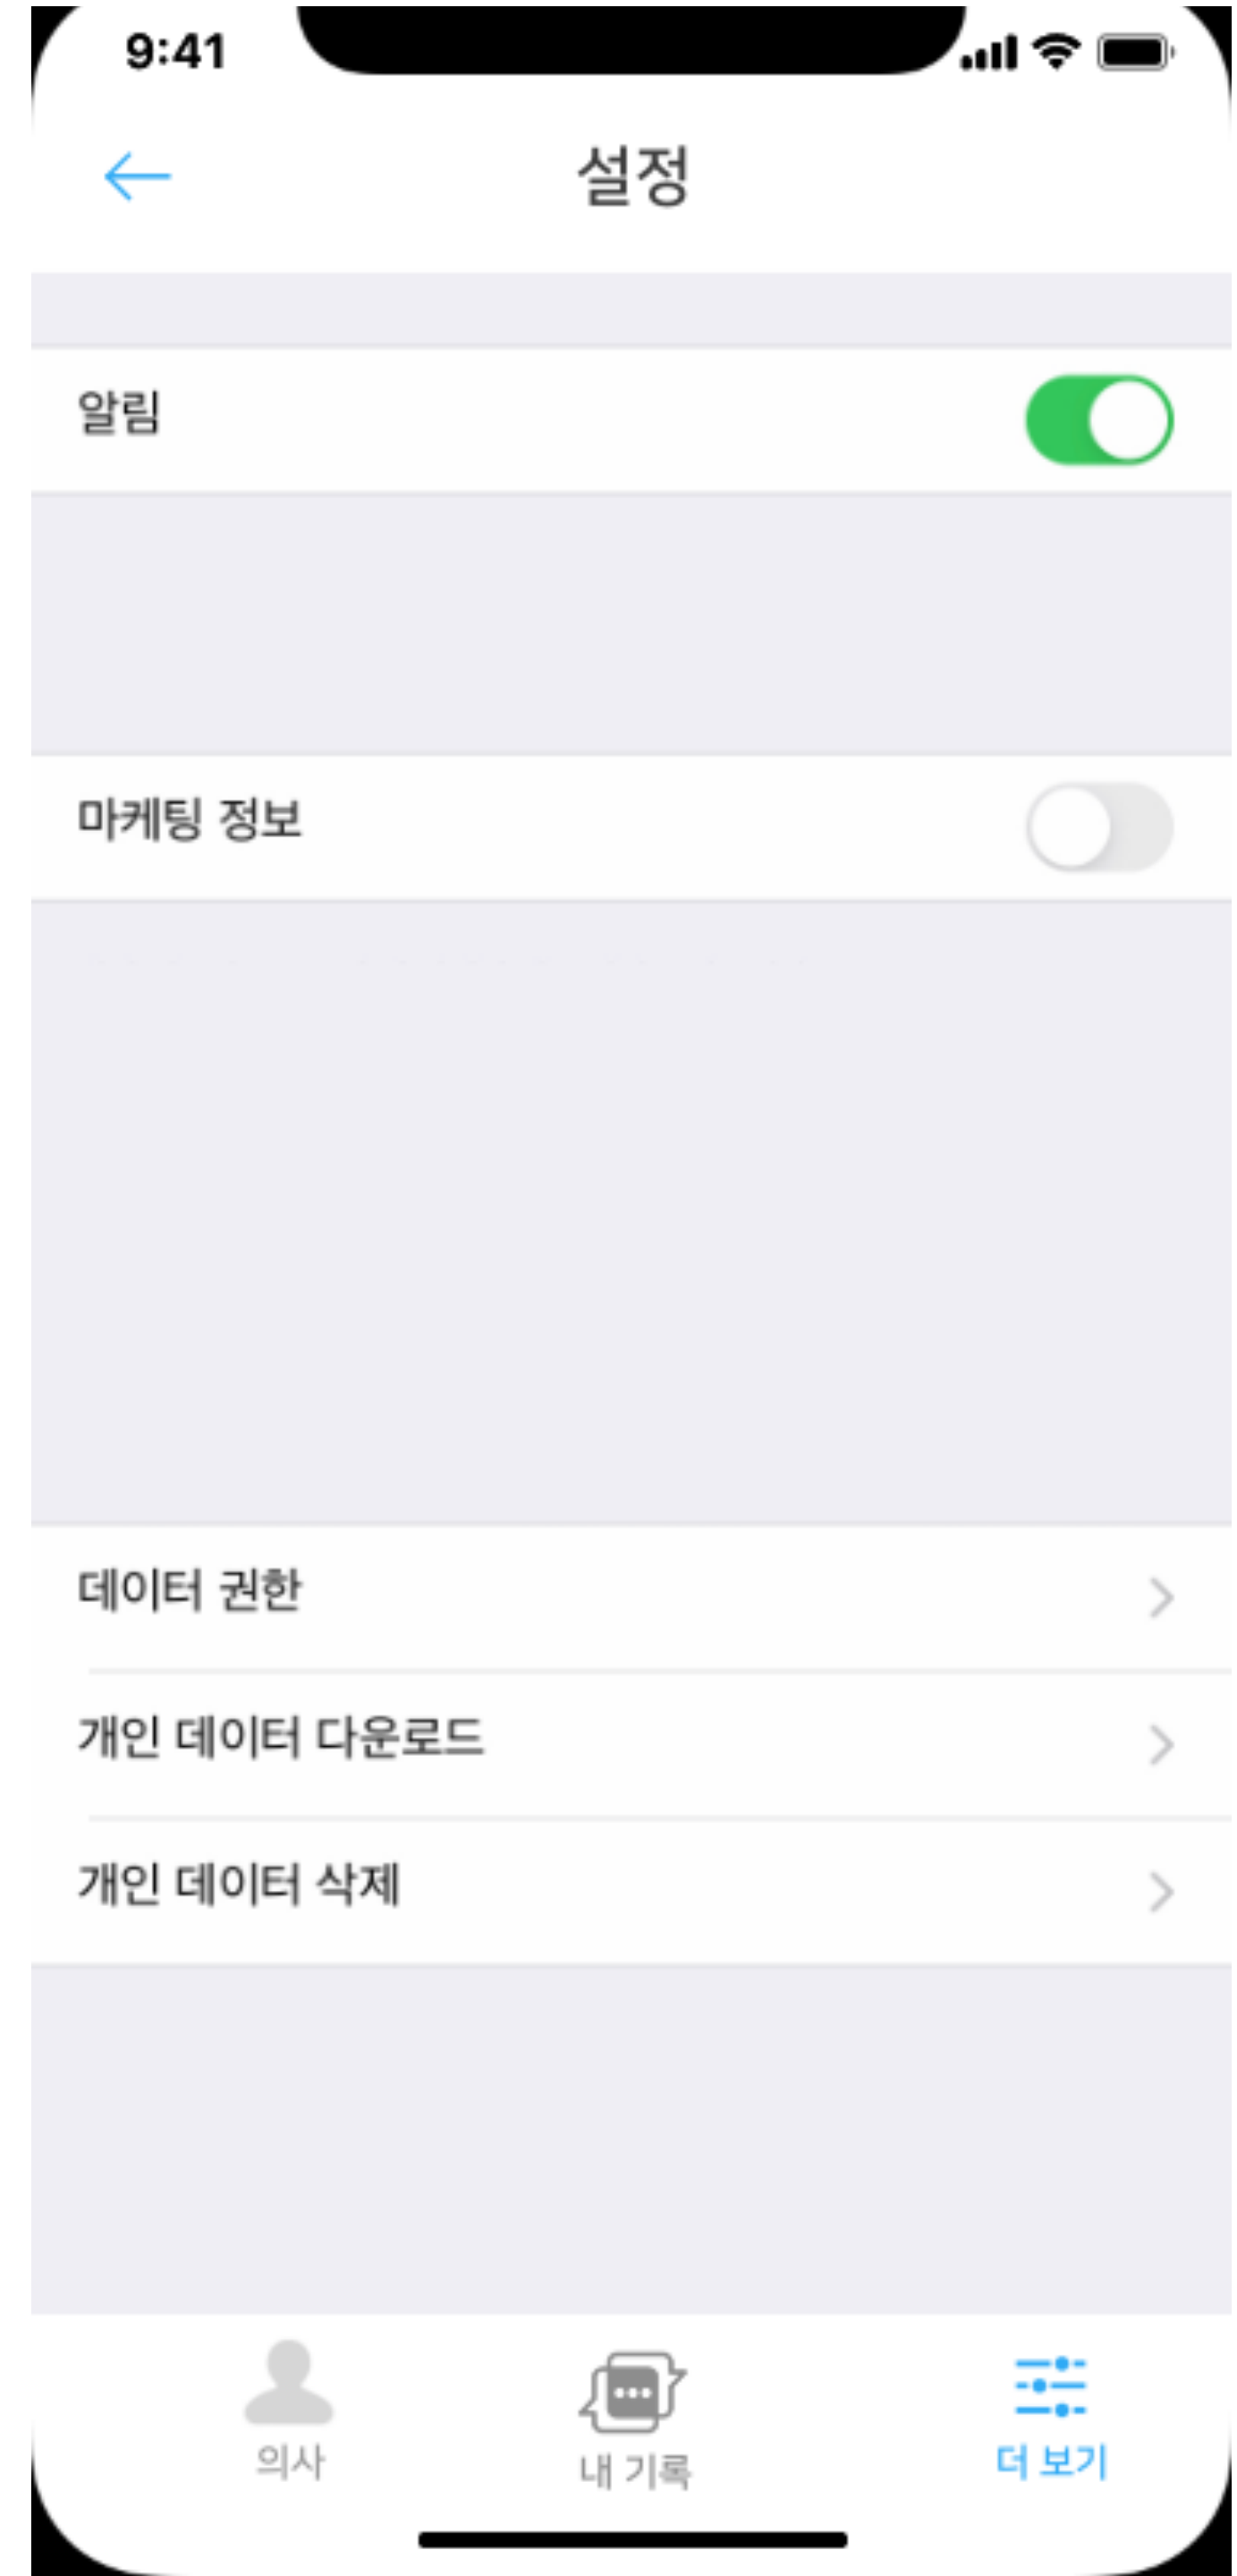 9:41
설정
알림
마케팅 정보
데이터 권한
개인 데이터 다운로드
개인 데이터 삭제
의사
내 기록
더 보기